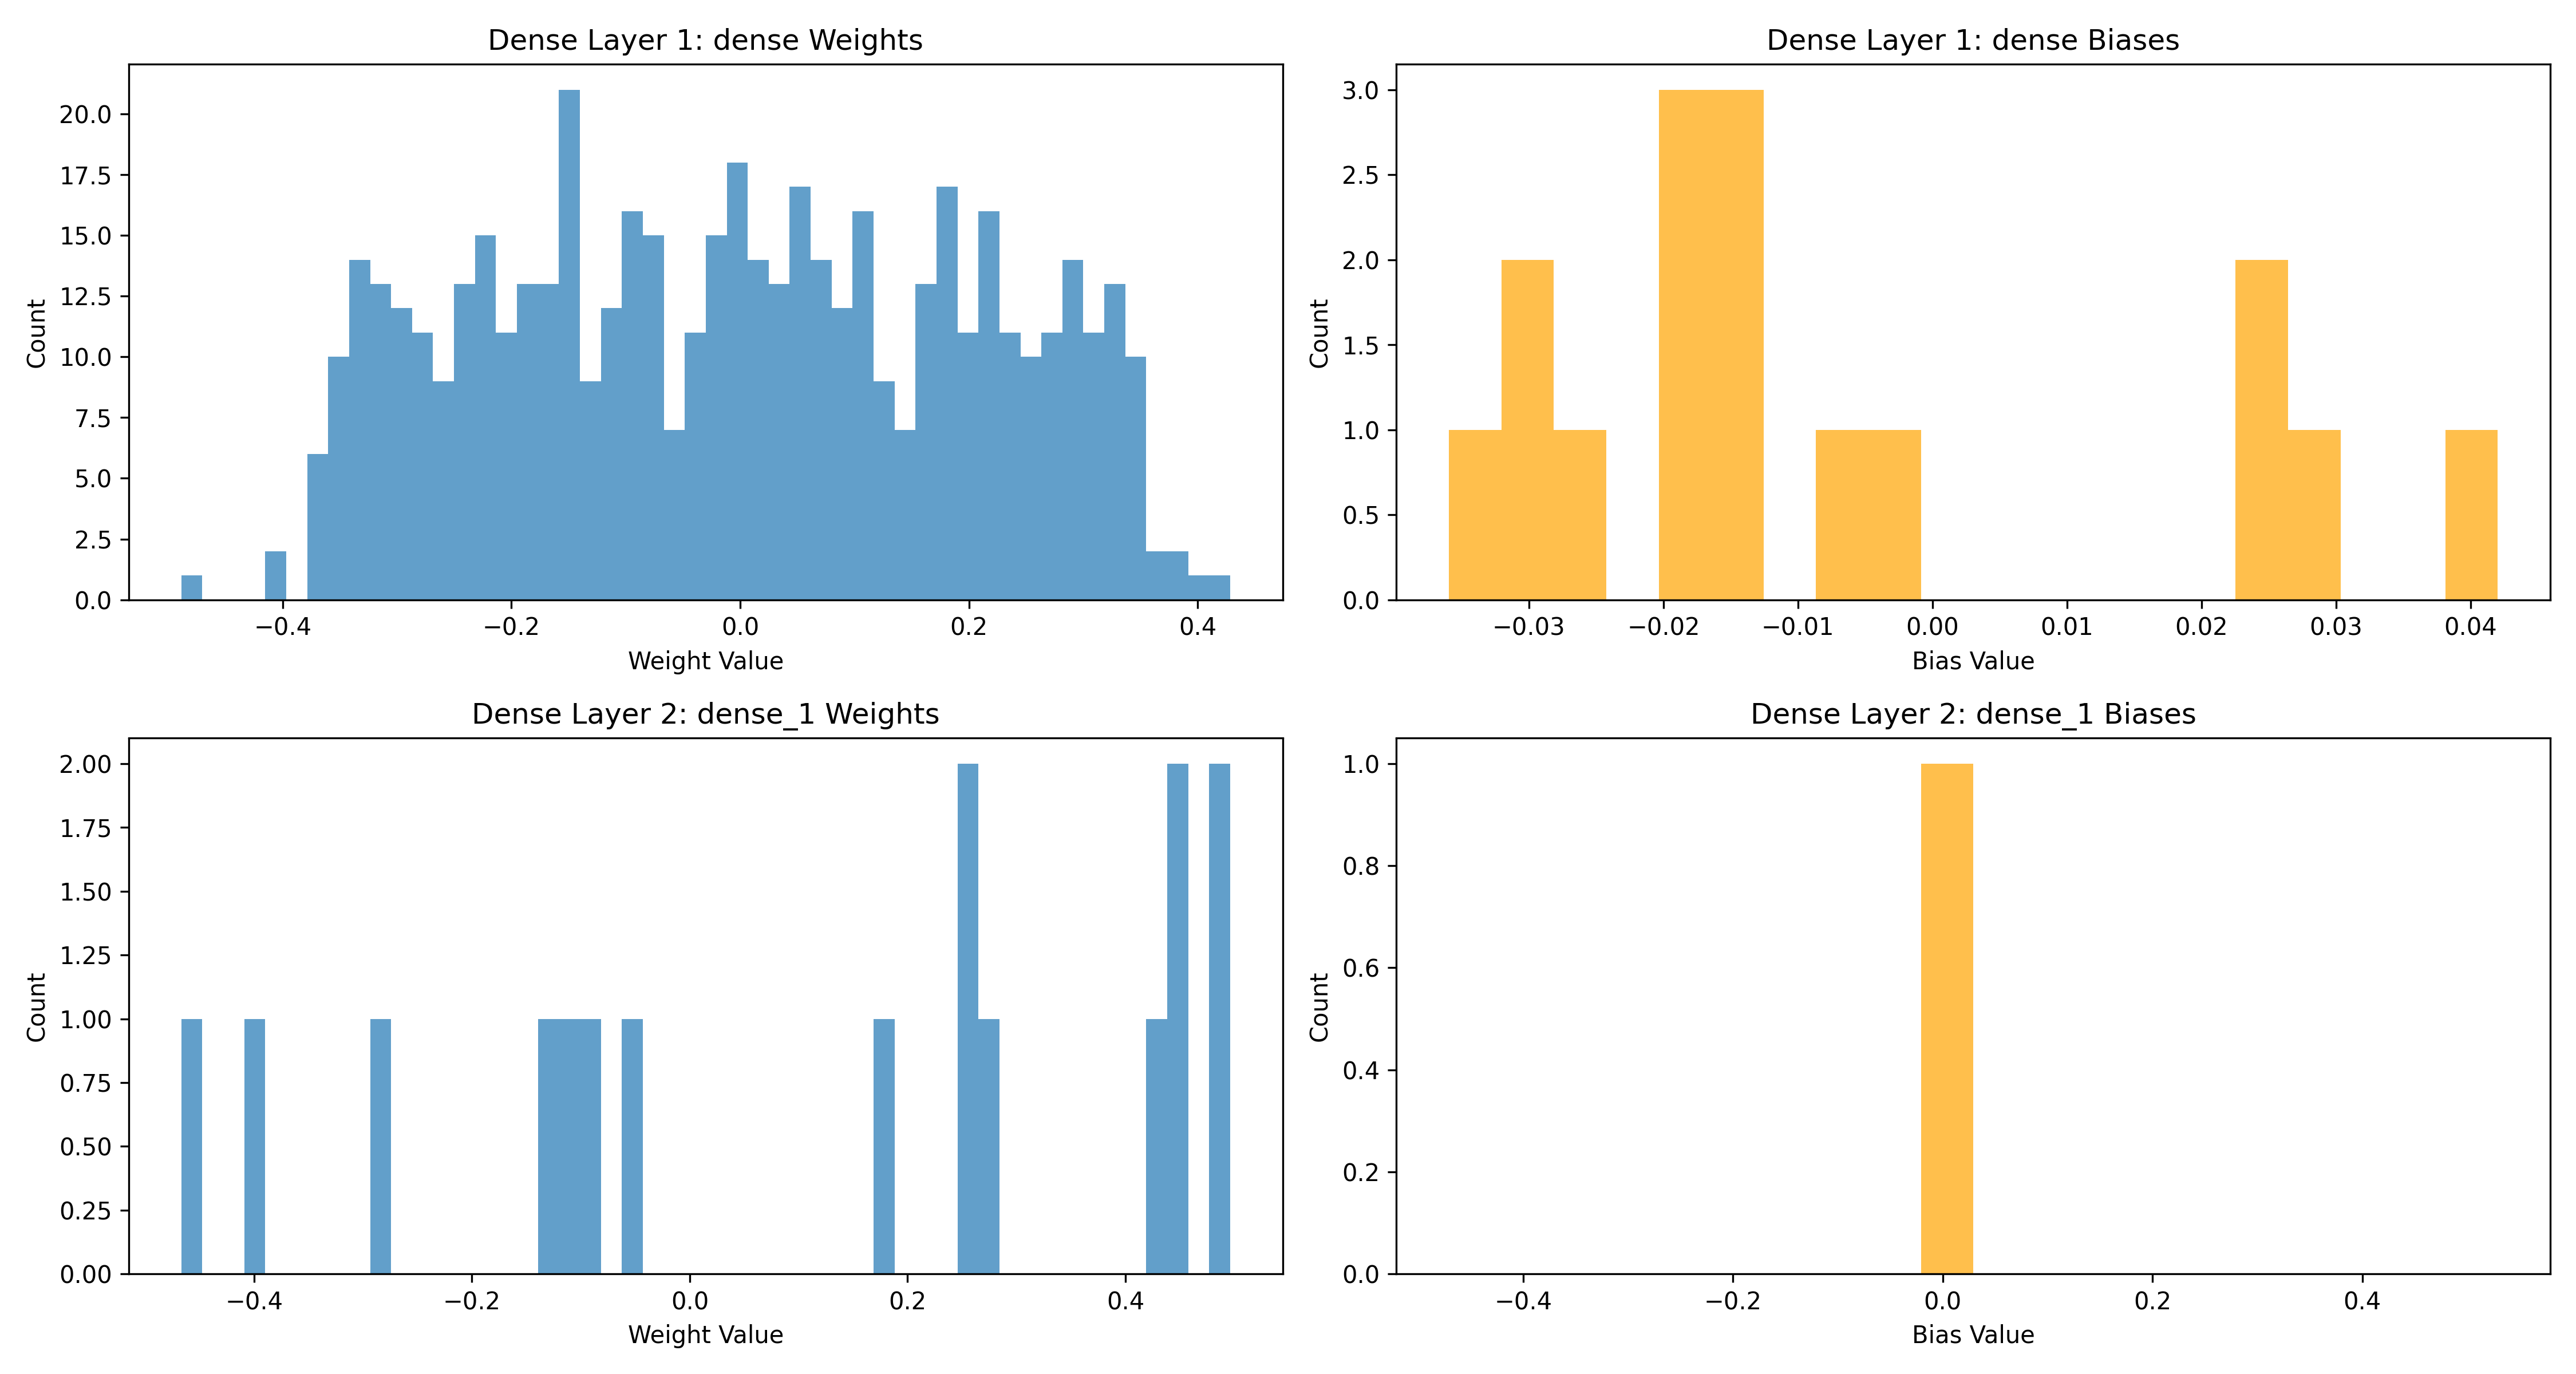 Dense Layer 1: dense Weights
20.0
17.5
15.0
12.5
10.0
7.5
5.0
2.5
0.0
Count
−0.4 −0.2 0.0 0.2 0.4
Weight Value
Dense Layer 1: dense Biases
3.0
2.5
2.0
1.5
1.0
0.5
0.0
Count
−0.03 −0.02 −0.01 0.00 0.01 0.02 0.03 0.04
Bias Value
Dense Layer 2: dense_1 Weights
2.00
1.75
1.50
1.25
1.00
0.75
0.50
0.25
0.00
Count
−0.4 −0.2 0.0 0.2 0.4
Weight Value
Dense Layer 2: dense_1 Biases
1.0
0.8
0.6
0.4
0.2
0.0
Count
−0.4 −0.2 0.0 0.2 0.4
Bias Value